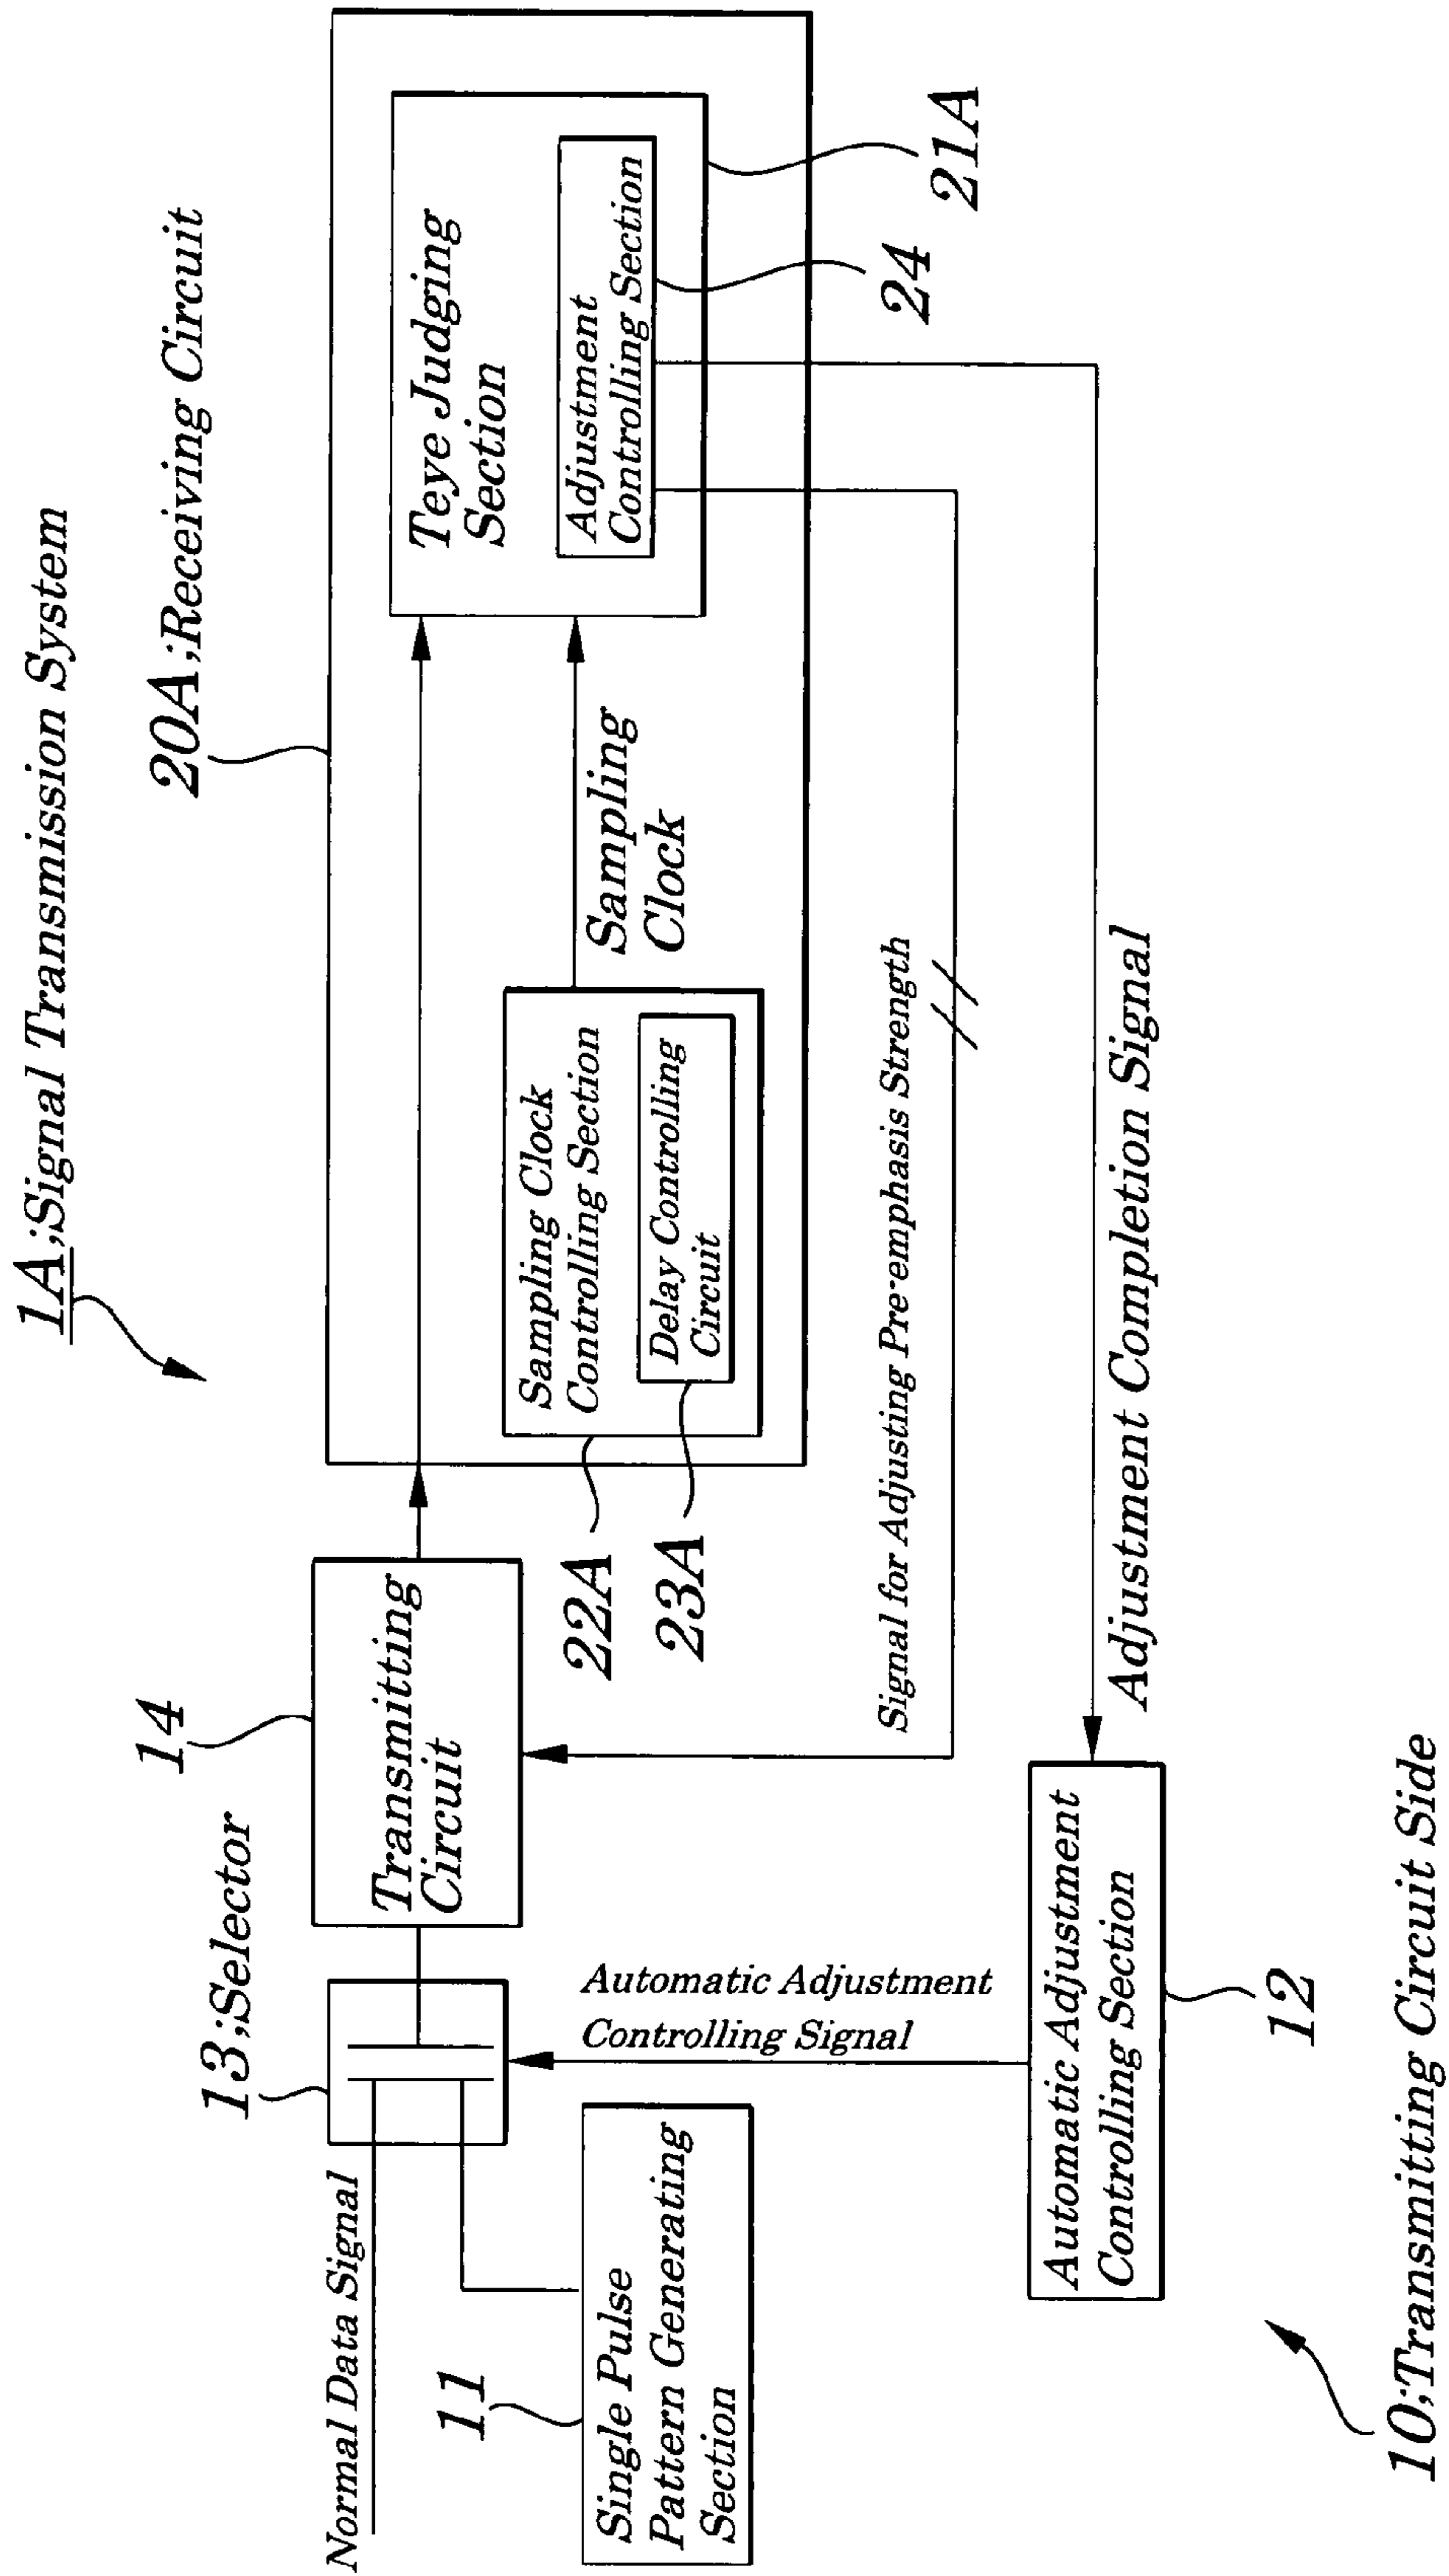 1A;Signal Transmission System
20A;Receiving Circuit
13;Selector
14
Normal Data Signal
Transmitting
Circuit
Teye Judging
Section
Adjustment
Controlling Section
Sampling
Clock
Sampling Clock
Controlling Section
Delay Controlling
Circuit
11
Single Pulse
Pattern Generating
Section
Automatic Adjustment
Controlling Signal
22A
23A
24
21A
Signal for Adjusting Pre-emphasis Strength
Adjustment Completion Signal
Automatic Adjustment
Controlling Section
12
10;Transmitting Circuit Side